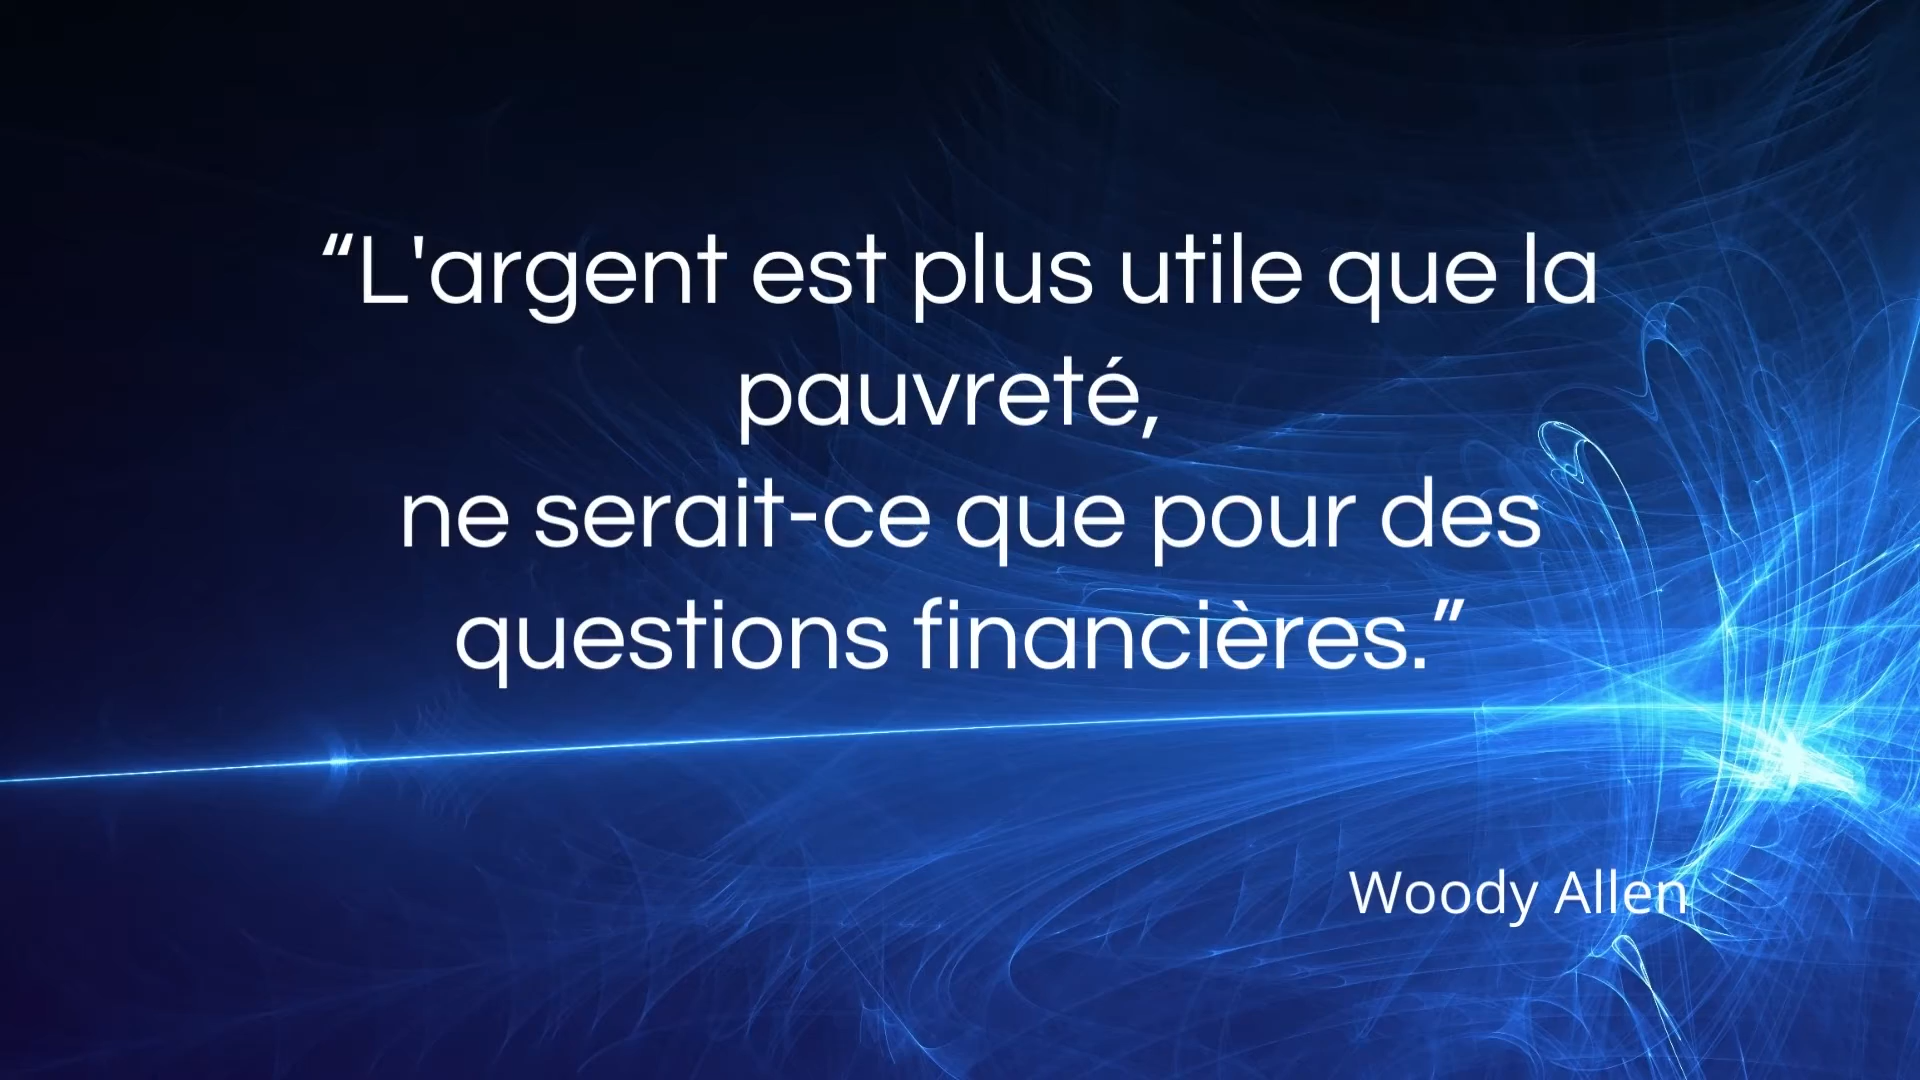 “L'argent est plus utile que la
pauvreté,
ne serait-ce que pour des
questions financières.”
Woody Allen